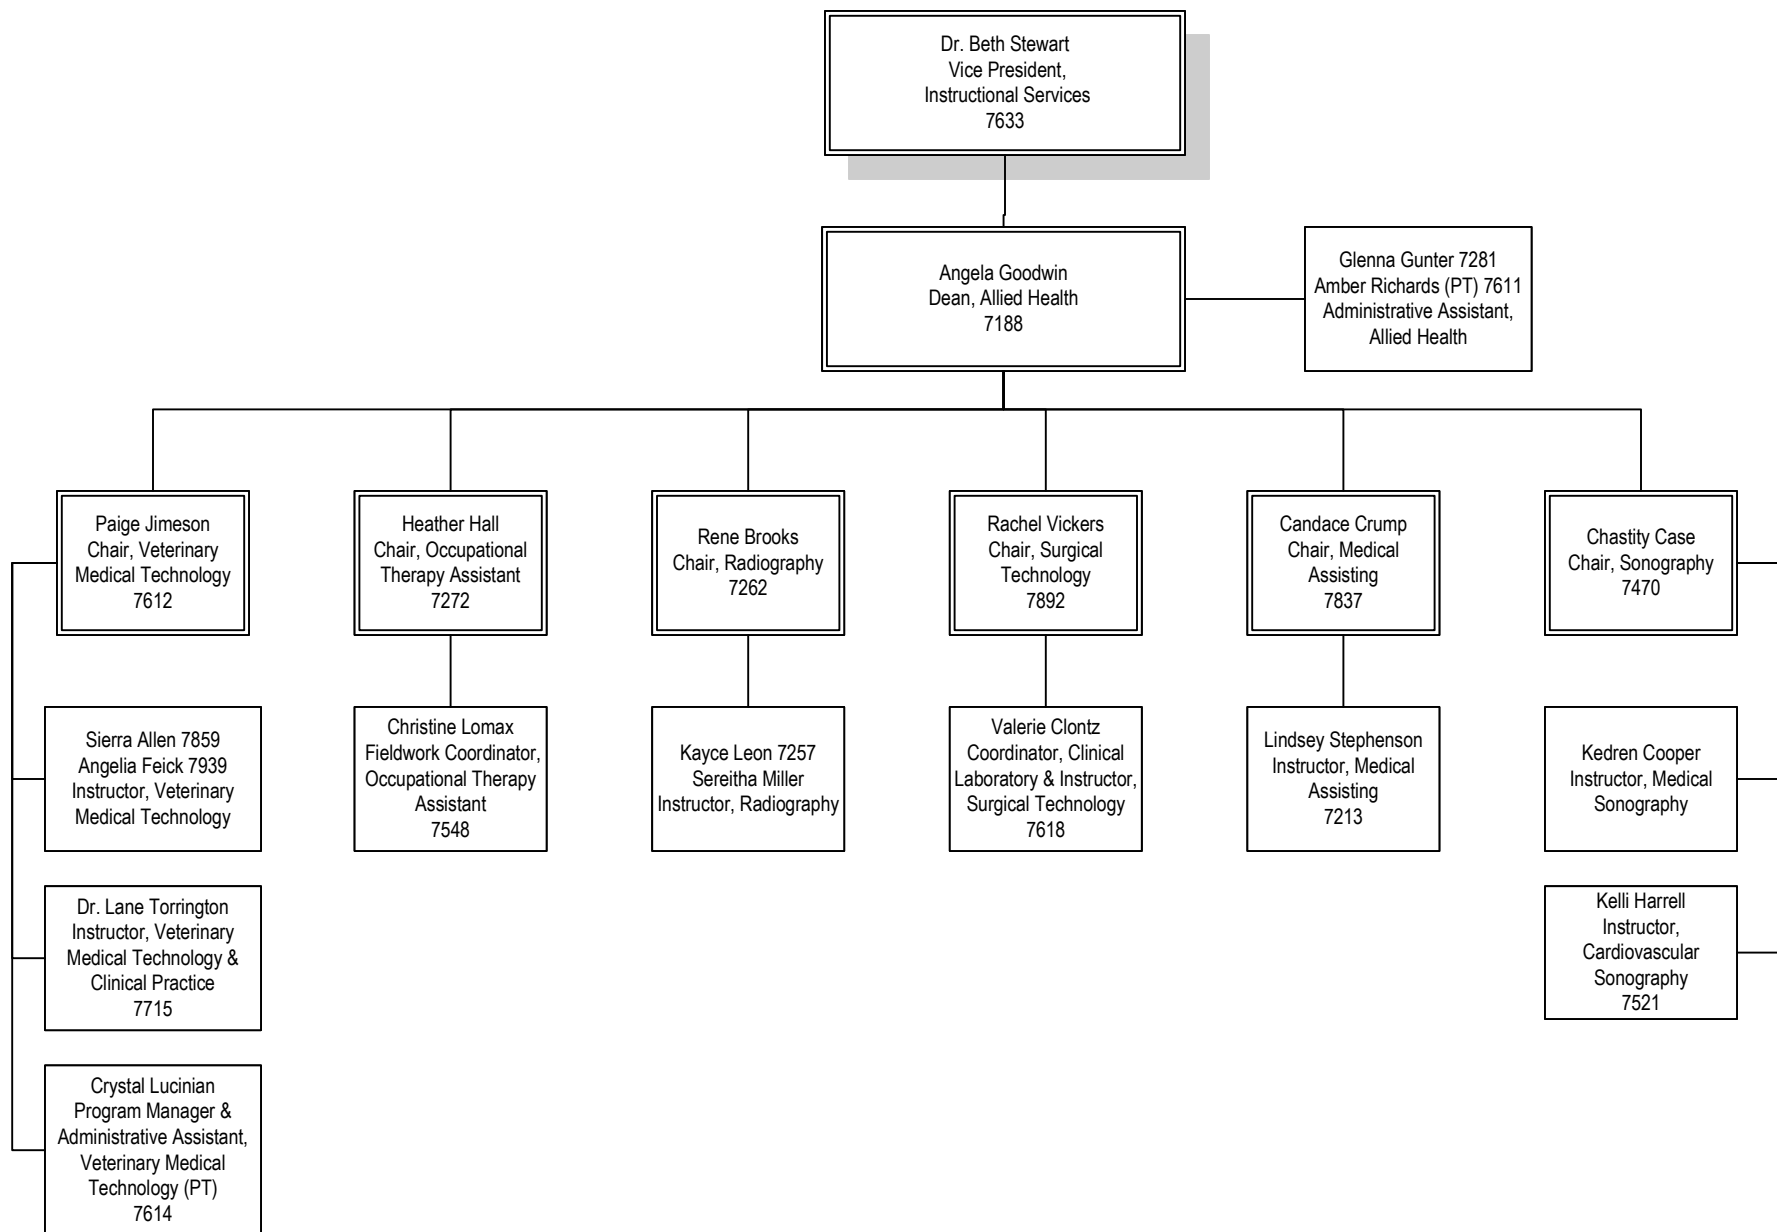 Dr. Beth Stewart
Vice President,
Instructional Services
7633
Angela Goodwin
Dean, Allied Health
7188
Glenna Gunter 7281
Amber Richards (PT) 7611
Administrative Assistant,
Allied Health
Paige Jimeson
Chair, Veterinary
Medical Technology
7612
Heather Hall
Chair, Occupational
Therapy Assistant
7272
Rene Brooks
Chair, Radiography
7262
Rachel Vickers
Chair, Surgical
Technology
7892
Candace Crump
Chair, Medical
Assisting
7837
Chastity Case
Chair, Sonography
7470
Sierra Allen 7859
Angelia Feick 7939
Instructor, Veterinary
Medical Technology
Christine Lomax
Fieldwork Coordinator,
Occupational Therapy
Assistant
7548
Kayce Leon 7257
Sereitha Miller
Instructor, Radiography
Valerie Clontz
Coordinator, Clinical
Laboratory & Instructor,
Surgical Technology
7618
Lindsey Stephenson
Instructor, Medical
Assisting
7213
Kedren Cooper
Instructor, Medical
Sonography
Dr. Lane Torrington
Instructor, Veterinary
Medical Technology &
Clinical Practice
7715
Kelli Harrell
Instructor,
Cardiovascular
Sonography
7521
Crystal Lucinian
Program Manager &
Administrative Assistant,
Veterinary Medical
Technology (PT)
7614